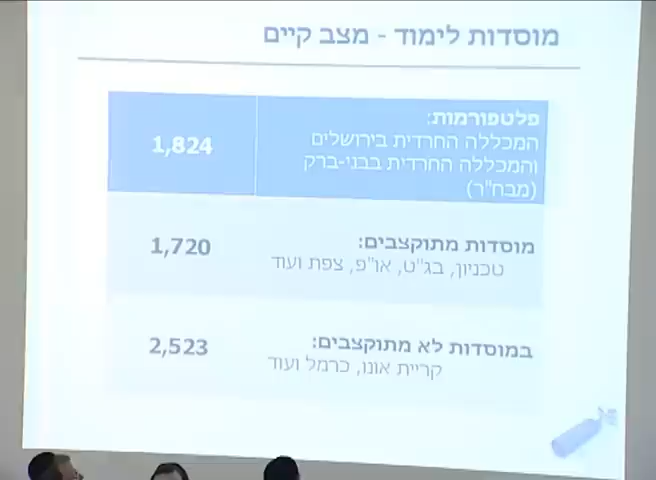 מוסדות לימוד - מצב קיים
פלטפורמות:
המכללה החרדית בירושלים
והמכללה החרדית בבני-ברק
(מבח"ר)
1,824
מוסדות מתוקצבים:
טכניון, בג"ט, או"פ, צפת ועוד
1,720
במוסדות לא מתוקצבים:
קריית אונו, כרמל ועוד
2,523